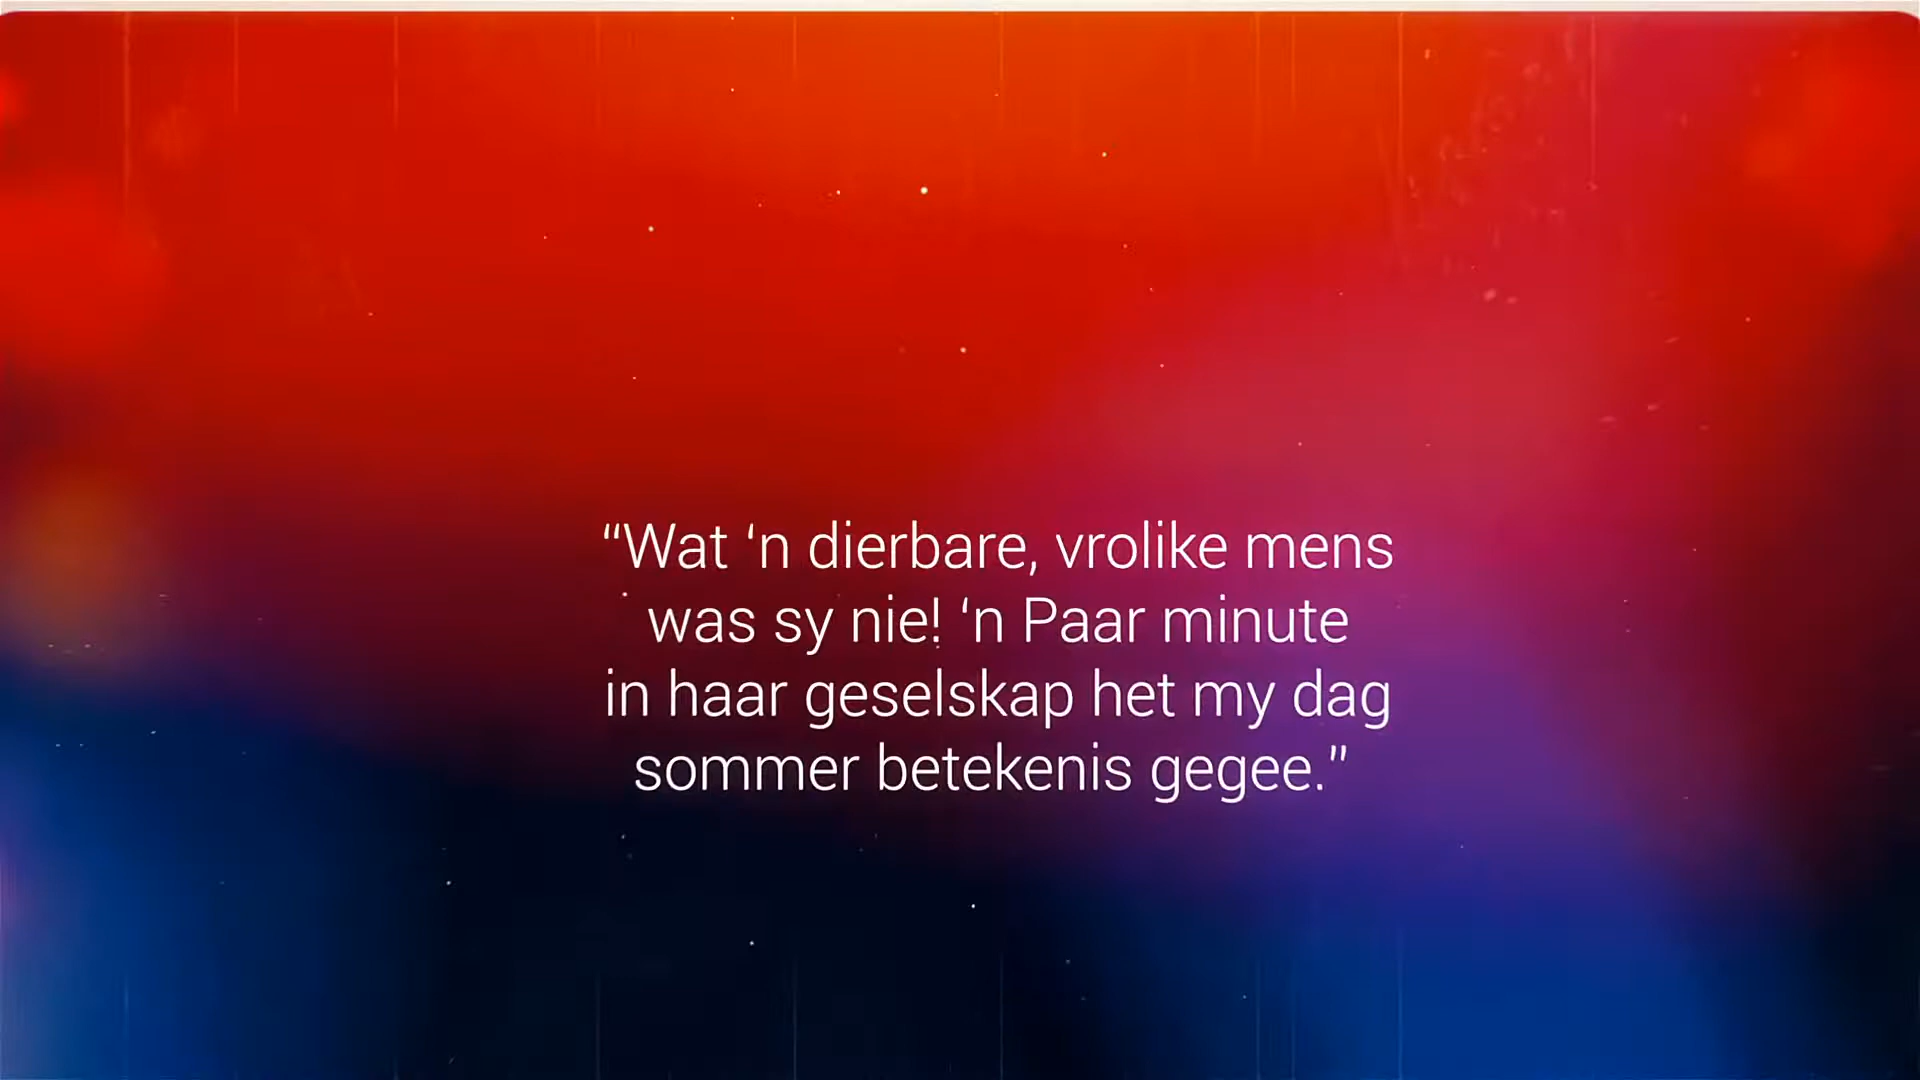 “Wat ‘n dierbare, vrolike mens
was sy nie! ‘n Paar minute
in haar geselskap het my dag
sommer betekenis gegee.”